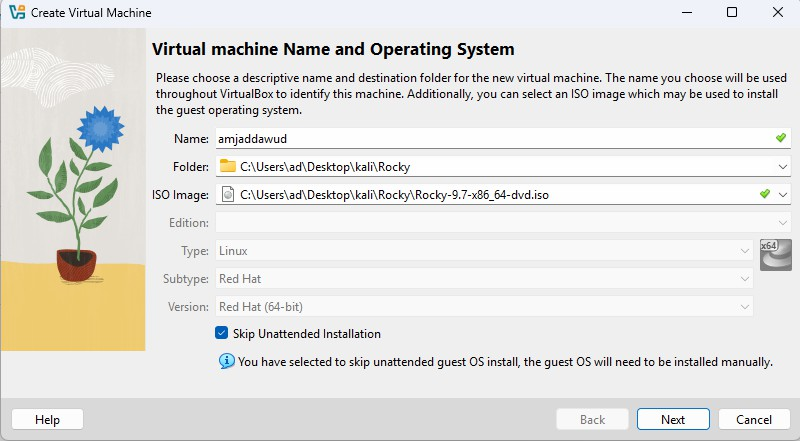 Create Virtual Machine
Virtual machine Name and Operating System
Please choose a descriptive name and destination folder for the new virtual machine. The name you choose will be used
throughout VirtualBox to identify this machine. Additionally, you can select an ISO image which may be used to install
the guest operating system.
Name: amjaddawud
Folder: C:\Users\ad\Desktop\kali\Rocky
ISO Image: C:\Users\ad\Desktop\kali\Rocky\Rocky-9.7-x86_64-dvd.iso
Edition:
Type: Linux x64
Subtype: Red Hat
Version: Red Hat (64-bit)
Skip Unattended Installation
You have selected to skip unattended guest OS install, the guest OS will need to be installed manually.
Help Back Next Cancel